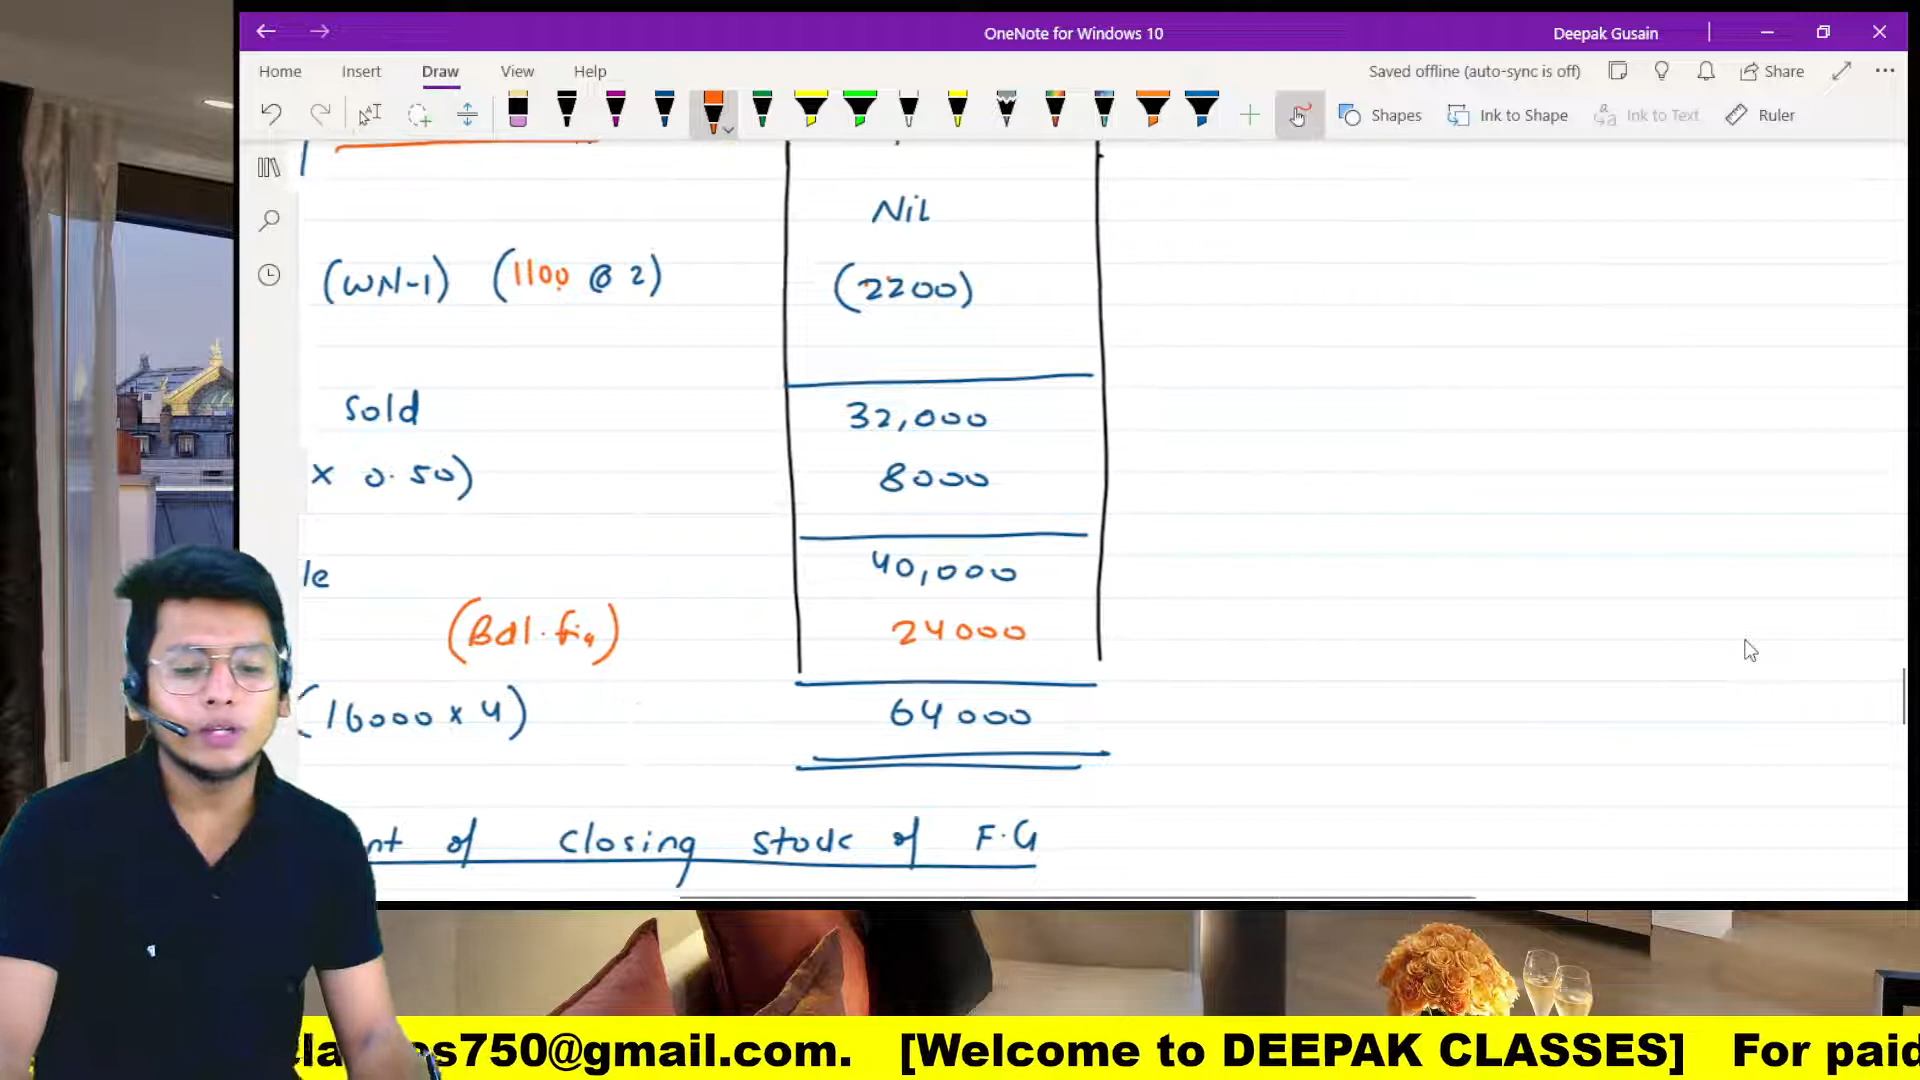 OneNote for Windows 10
Deepak Gusain
Home Insert Draw View Help
Saved offline (auto-sync is off)
Share
Shapes
Ink to Shape
Ink to Text
Ruler
Nil
(WN-1) (1100 @ 2) (2200)
Sold 32,000
x 0.50) 8000
le 40,000
(Bal. fig) 24000
(16000 x 4) 64000
nt of Closing Stock of F.G
s750@gmail.com. [Welcome to DEEPAK CLASSES] For paid